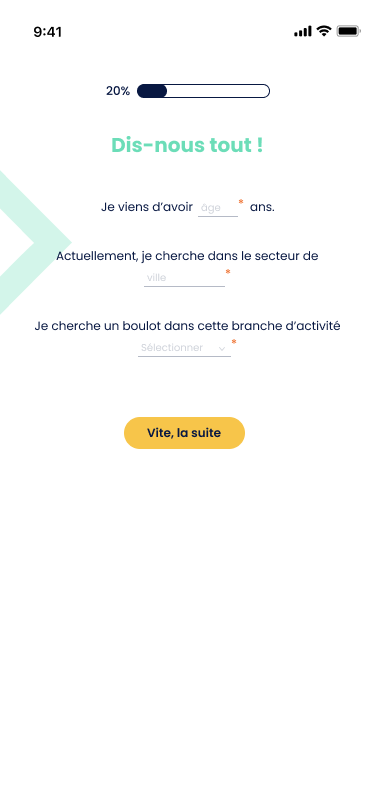 9:41
20%
Dis-nous tout !
Je viens d'avoir âge * ans.
Actuellement, je cherche dans le secteur de
ville *
Je cherche un boulot dans cette branche d'activité
Sélectionner *
Vite, la suite